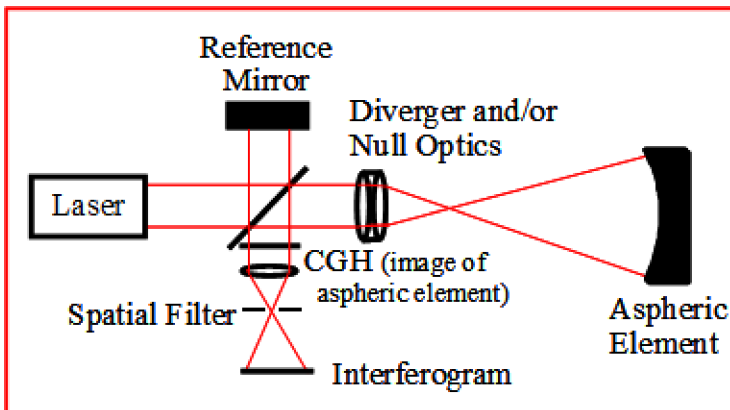 Reference
Mirror
Diverger and/or
Null Optics
Laser
CGH (image of
aspheric element)
Spatial Filter
Aspheric
Element
Interferogram